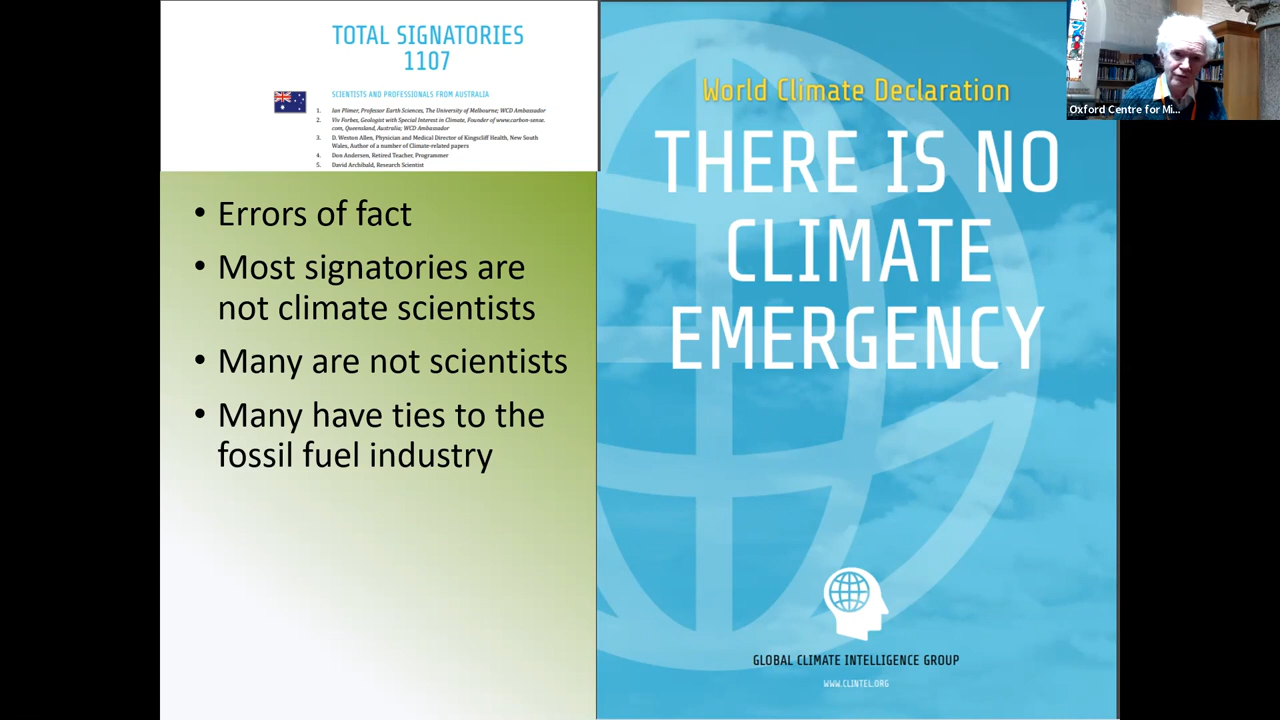 TOTAL SIGNATORIES
1107
SCIENTISTS AND PROFESSIONALS FROM AUSTRALIA
1. Ian Plimer, Professor Earth Sciences, The University of Melbourne; WCD Ambassador
2. Viv Forbes, Geologist with Special Interest in Climate, Founder of www.carbon-sense.
com, Queensland, Australia; WCD Ambassador
3. D. Weston Allen, Physician and Medical Director of Kingscliff Health, New South
Wales, Author of a number of Climate-related papers
4. Don Andersen, Retired Teacher, Programmer
5. David Archibald, Research Scientist
• Errors of fact
• Most signatories are
not climate scientists
• Many are not scientists
• Many have ties to the
fossil fuel industry
World Climate Declaration
THERE IS NO
CLIMATE
EMERGENCY
GLOBAL CLIMATE INTELLIGENCE GROUP
WWW.CLINTEL.ORG
Oxford Centre for Mi...